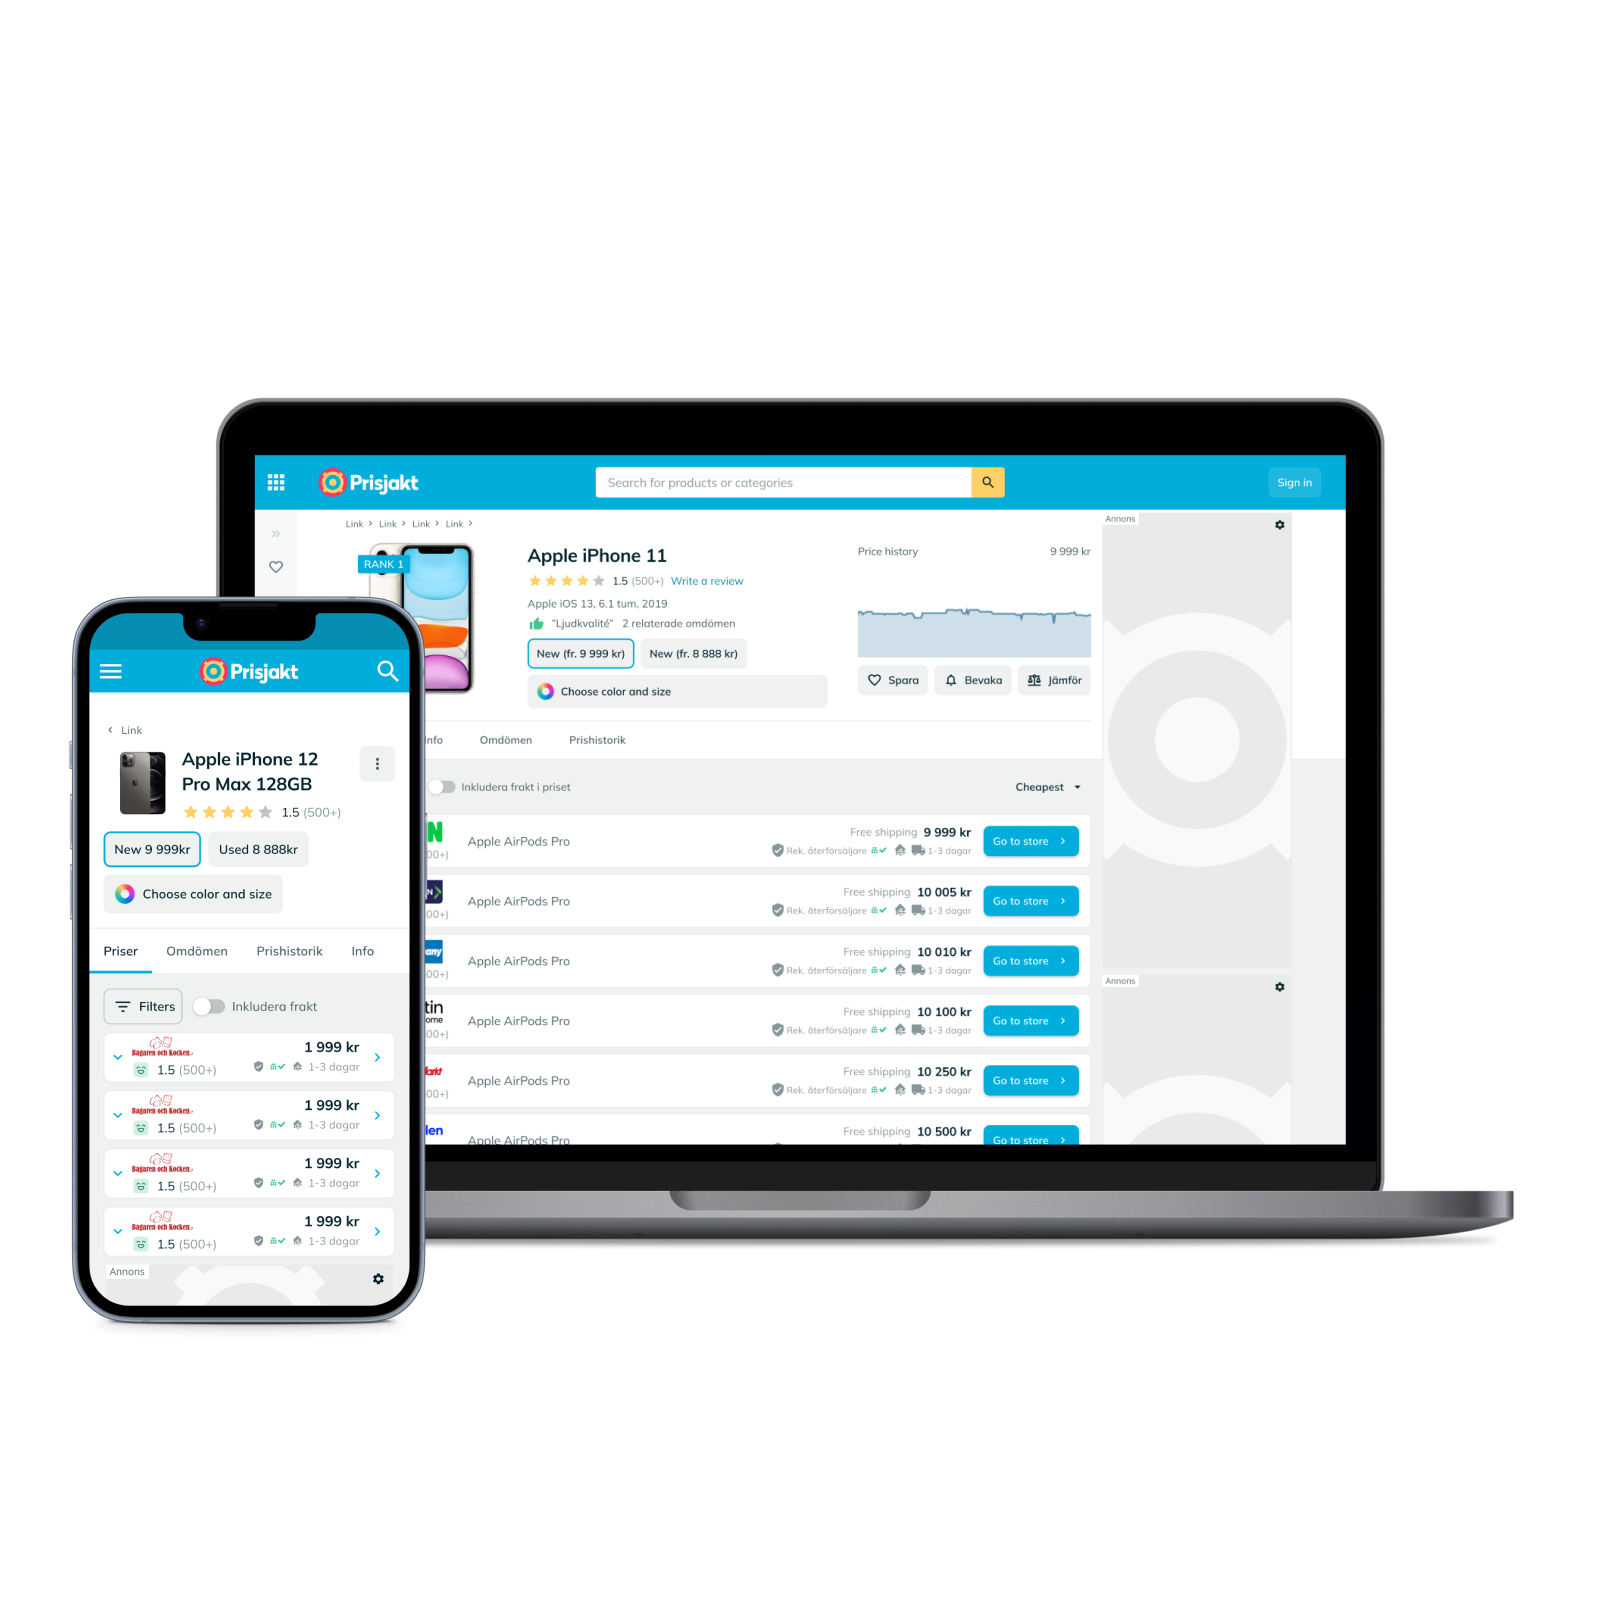 Prisjakt
Search for products or categories
Sign in
Link > Link > Link > Link >
RANK 1
Apple iPhone 11
1.5 (500+) Write a review
Apple iOS 13, 6.1 tum, 2019
"Ljudkvalité" 2 relaterade omdömen
New (fr. 9 999 kr) New (fr. 8 888 kr)
Choose color and size
Price history 9 999 kr
Spara Bevaka Jämför
Annons
nfo Omdömen Prishistorik
Inkludera frakt i priset Cheapest
N
00+)
Apple AirPods Pro
Free shipping 9 999 kr
Rek. återförsäljare 1-3 dagar
Go to store
N
00+)
Apple AirPods Pro
Free shipping 10 005 kr
Rek. återförsäljare 1-3 dagar
Go to store
any
00+)
Apple AirPods Pro
Free shipping 10 010 kr
Rek. återförsäljare 1-3 dagar
Go to store
tin
ome
00+)
Apple AirPods Pro
Free shipping 10 100 kr
Rek. återförsäljare 1-3 dagar
Go to store
arkt
00+)
Apple AirPods Pro
Free shipping 10 250 kr
Rek. återförsäljare 1-3 dagar
Go to store
len
Apple AirPods Pro
Free shipping 10 500 kr
Go to store
Annons
Prisjakt
Link
Apple iPhone 12
Pro Max 128GB
1.5 (500+)
New 9 999kr Used 8 888kr
Choose color and size
Priser Omdömen Prishistorik Info
Filters Inkludera frakt
Bagaren och Kocken
1 999 kr
1.5 (500+) 1-3 dagar
Bagaren och Kocken
1 999 kr
1.5 (500+) 1-3 dagar
Bagaren och Kocken
1 999 kr
1.5 (500+) 1-3 dagar
Bagaren och Kocken
1 999 kr
1.5 (500+) 1-3 dagar
Annons